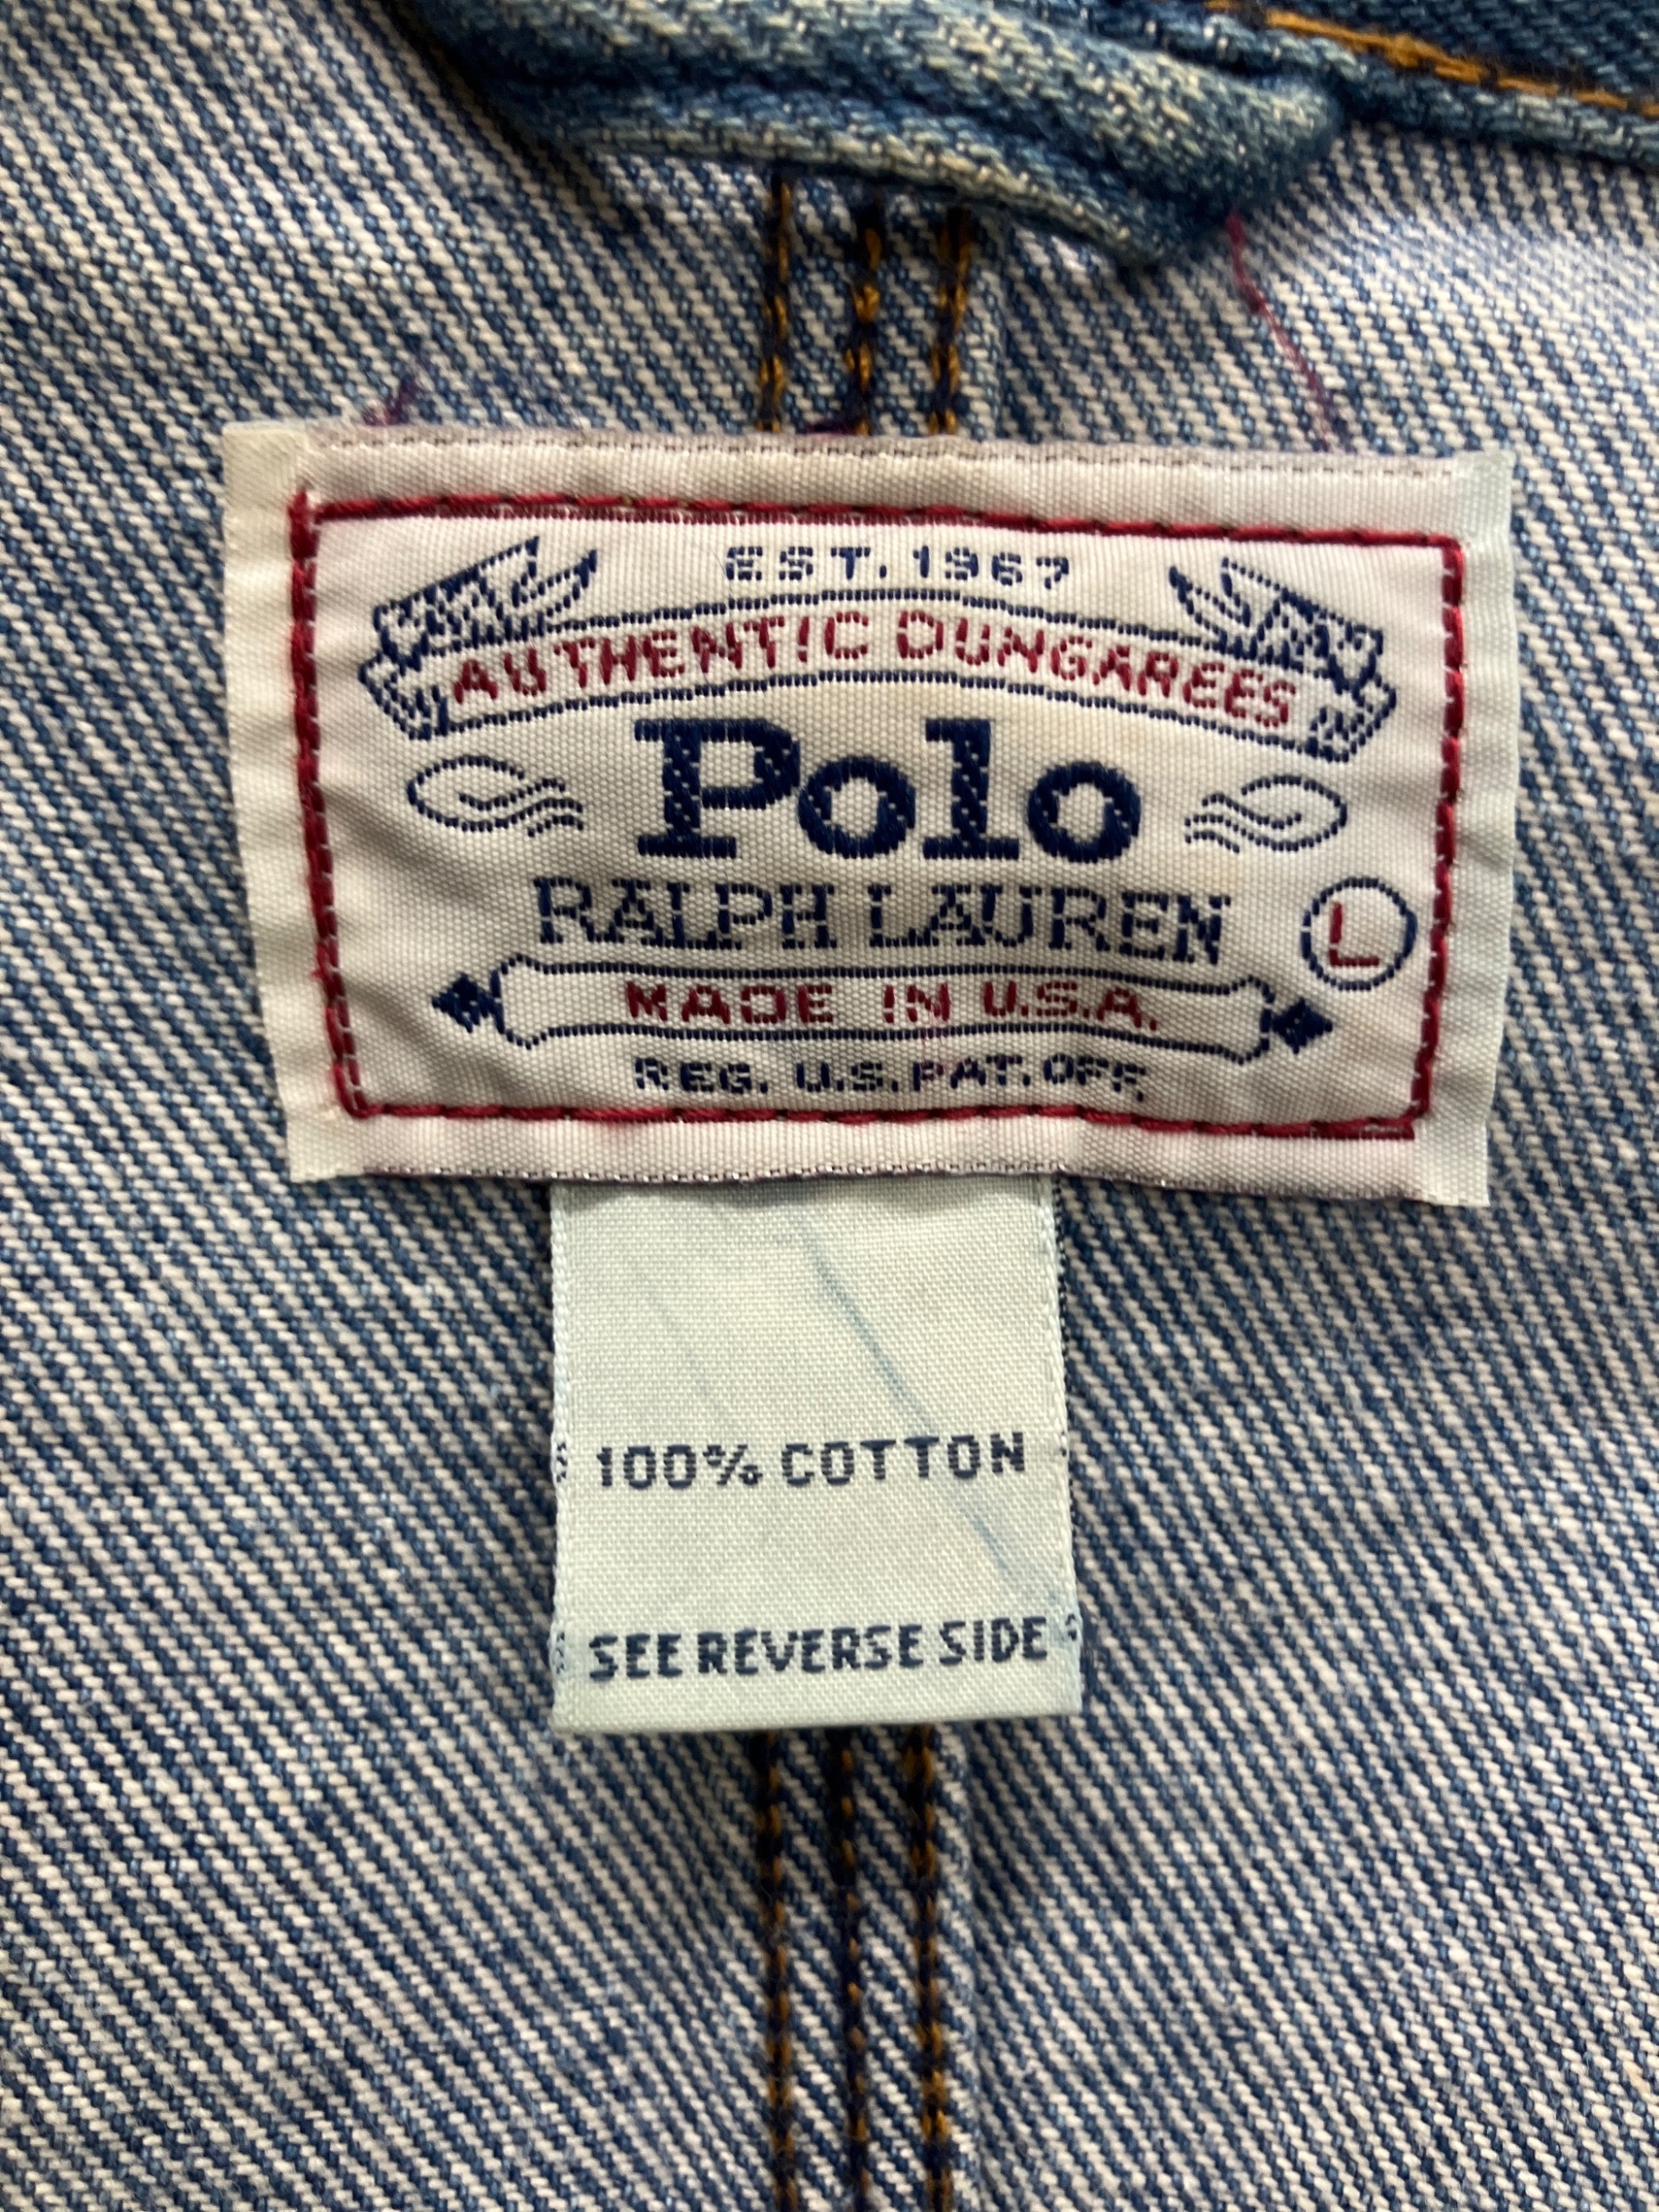 EST. 1967
AUTHENTIC DUNGAREES
Polo
RALPH LAUREN
L
MADE IN U.S.A.
REG. U.S. PAT. OFF.
100% COTTON
SEE REVERSE SIDE